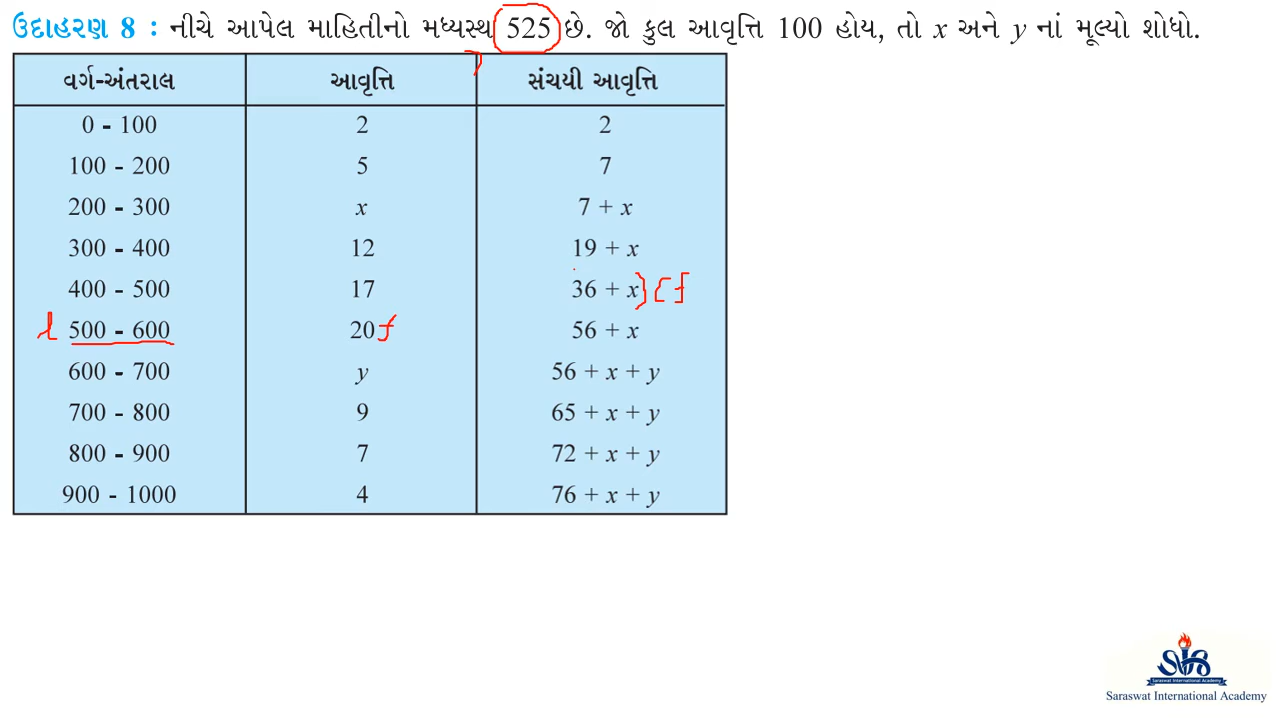 ઉદાહરણ 8 : નીચે આપેલ માહિતીનો મધ્યસ્થ 525 છે. જો કુલ આવૃત્તિ 100 હોય, તો x અને y નાં મૂલ્યો શોધો.
વર્ગ-અંતરાલ આવૃત્તિ સંચયી આવૃત્તિ
0 - 100 2 2
100 - 200 5 7
200 - 300 x 7 + x
300 - 400 12 19 + x
400 - 500 17 36 + x } cf
l 500 - 600 20 f 56 + x
600 - 700 y 56 + x + y
700 - 800 9 65 + x + y
800 - 900 7 72 + x + y
900 - 1000 4 76 + x + y
Saraswat International Academy